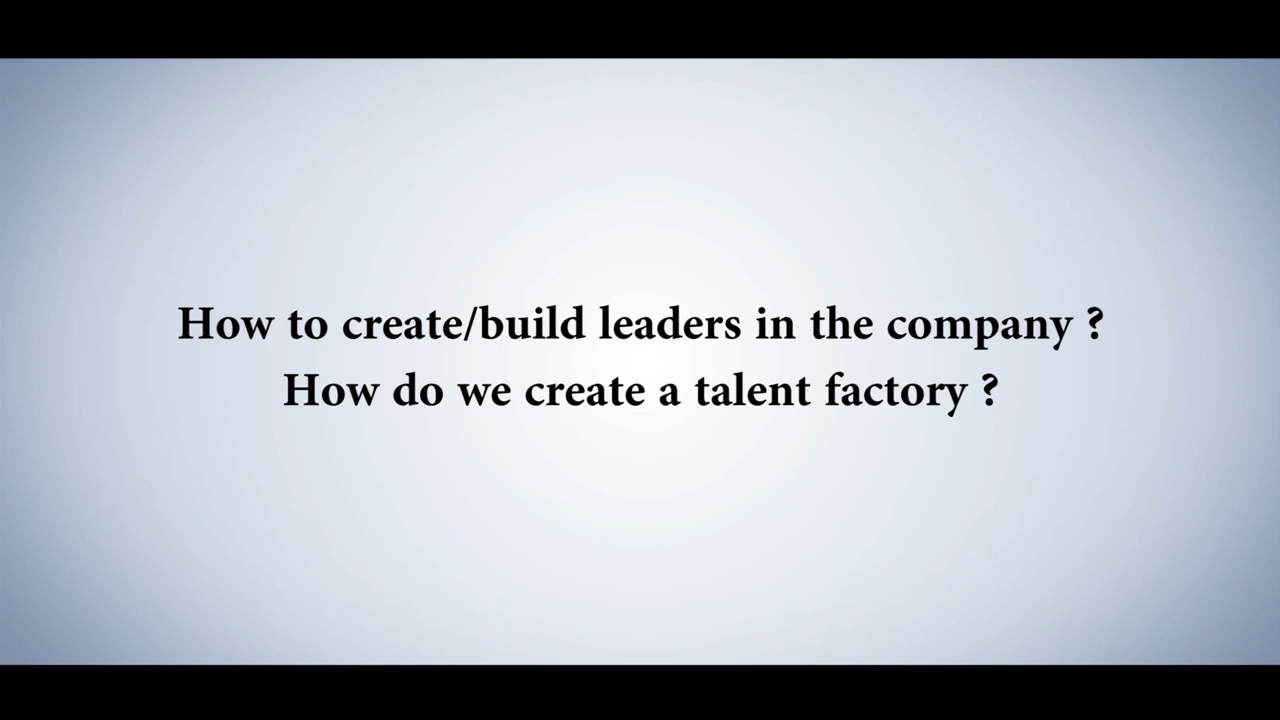 How to create/build leaders in the company ?
How do we create a talent factory ?